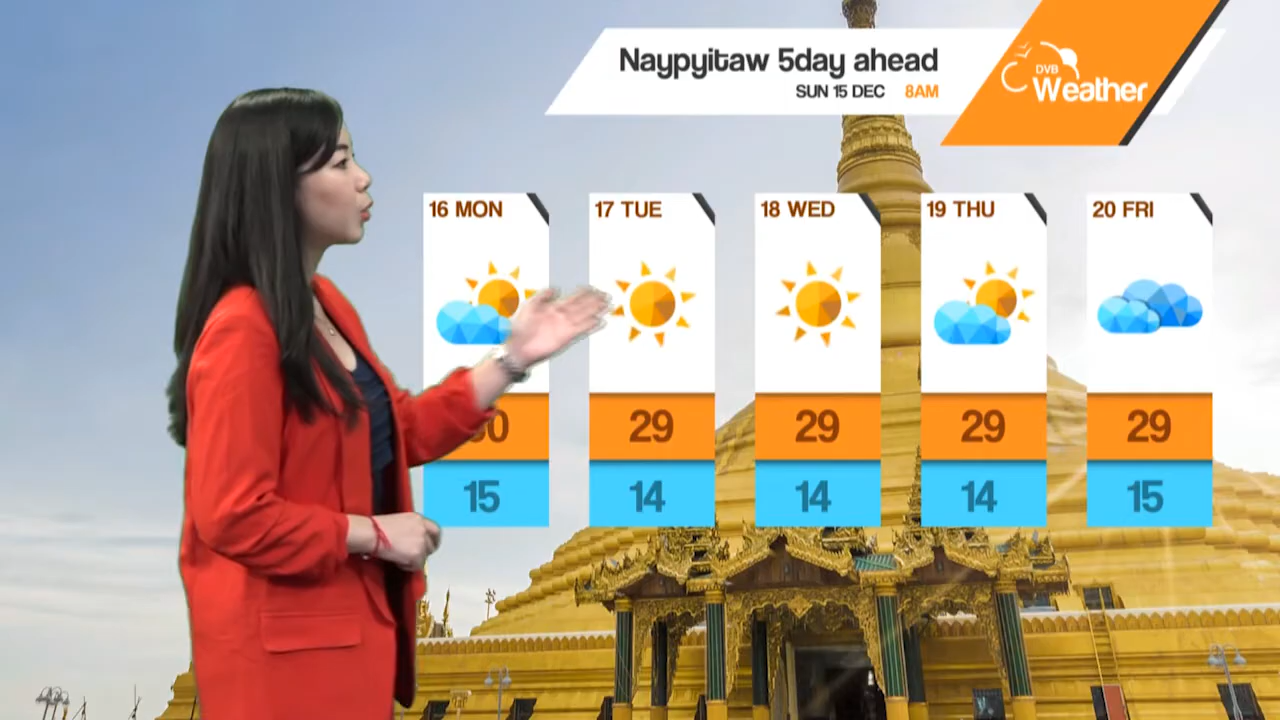 Naypyitaw 5day ahead
SUN 15 DEC 8AM
DVB
Weather
16 MON
17 TUE
18 WED
19 THU
20 FRI
30
29
29
29
29
15
14
14
14
15